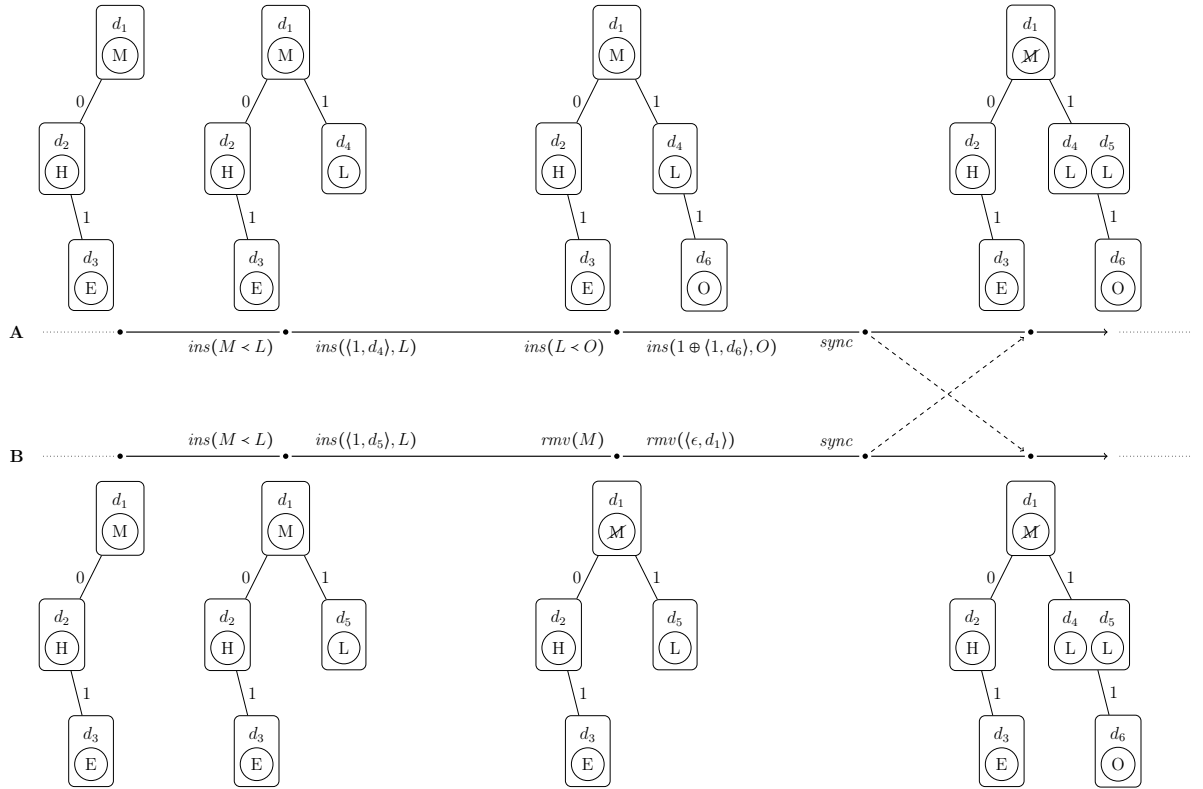 d₁ d₁ d₁ d₁
M M M M̸
0 0 1 0 1 0 1
d₂ d₂ d₄ d₂ d₄ d₂ d₄ d₅
H H L H L H L L
1 1 1 1 1 1
d₃ d₃ d₃ d₆ d₃ d₆
E E E O E O
A
ins(M < L) ins(⟨1, d₄⟩, L) ins(L < O) ins(1 ⊕ ⟨1, d₆⟩, O) sync
ins(M < L) ins(⟨1, d₅⟩, L) rmv(M) rmv(⟨ϵ, d₁⟩) sync
B
d₁ d₁ d₁ d₁
M M M̸ M̸
0 0 1 0 1 0 1
d₂ d₂ d₅ d₂ d₅ d₂ d₄ d₅
H H L H L H L L
1 1 1 1 1
d₃ d₃ d₃ d₃ d₆
E E E E O